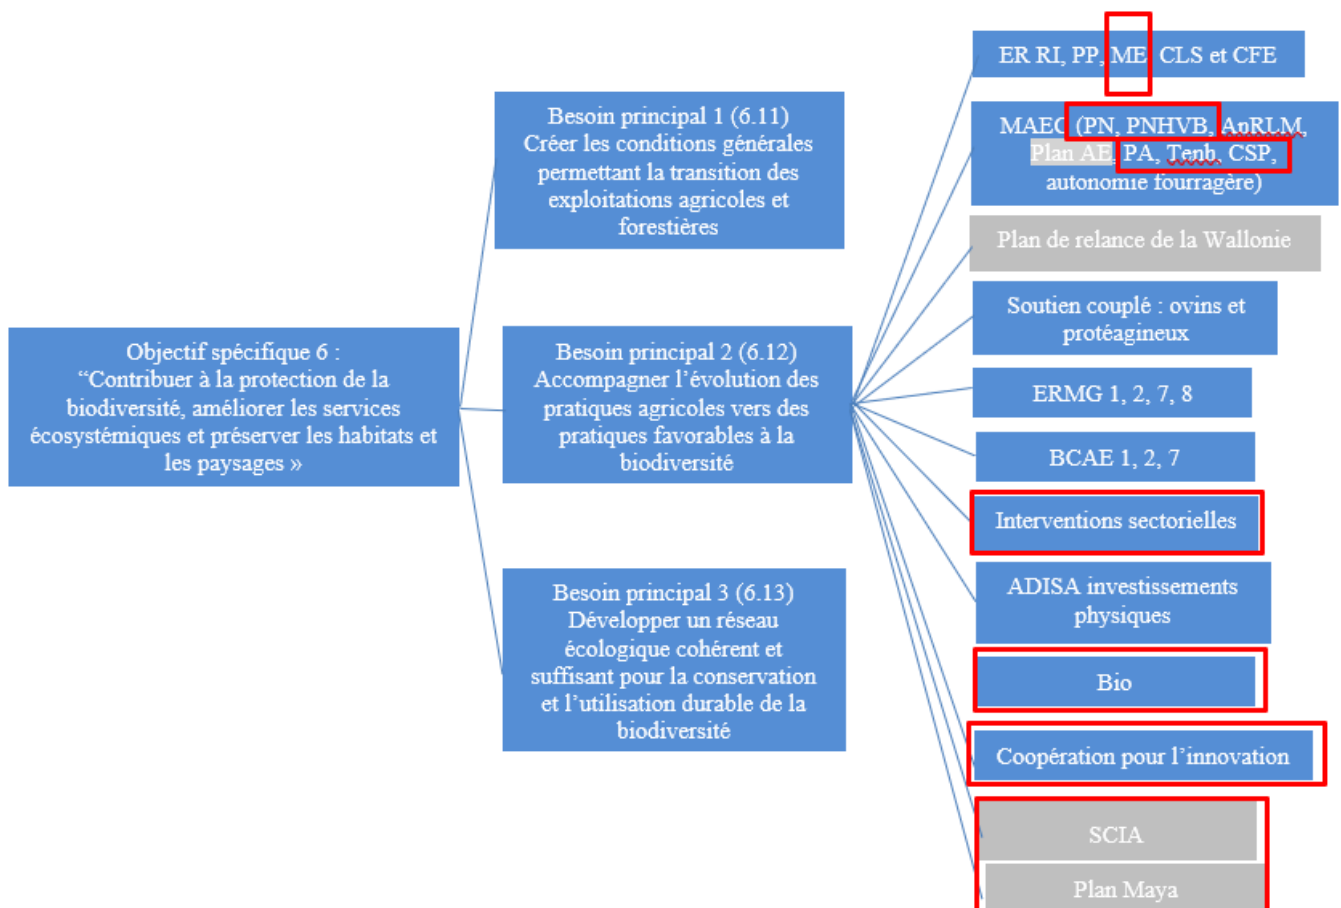 Objectif spécifique 6 :
“Contribuer à la protection de la
biodiversité, améliorer les services
écosystémiques et préserver les habitats et
les paysages »
Besoin principal 1 (6.11)
Créer les conditions générales
permettant la transition des
exploitations agricoles et
forestières
Besoin principal 2 (6.12)
Accompagner l’évolution des
pratiques agricoles vers des
pratiques favorables à la
biodiversité
Besoin principal 3 (6.13)
Développer un réseau
écologique cohérent et
suffisant pour la conservation
et l’utilisation durable de la
biodiversité
ER RI, PP, ME, CLS et CFE
MAEC (PN, PNHVB, AnRLM,
Plan AE, PA, Tenh, CSP,
autonomie fourragère)
Plan de relance de la Wallonie
Soutien couplé : ovins et
protéagineux
ERMG 1, 2, 7, 8
BCAE 1, 2, 7
Interventions sectorielles
ADISA investissements
physiques
Bio
Coopération pour l’innovation
SCIA
Plan Maya